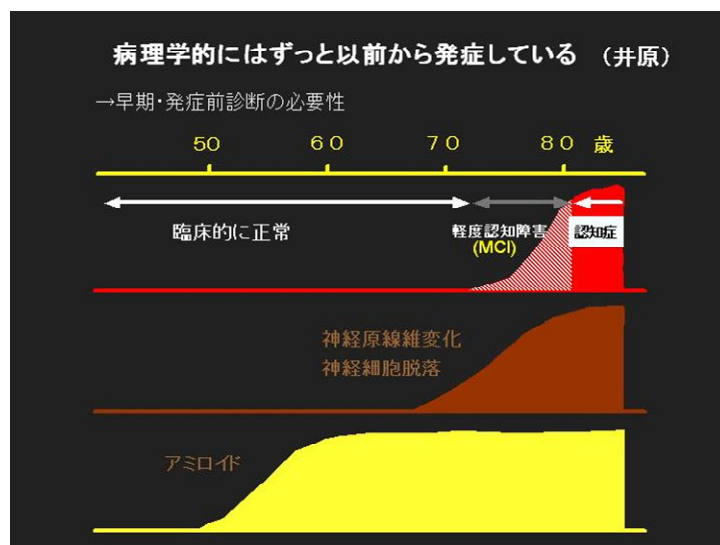 病理学的にはずっと以前から発症している (井原)
→早期・発症前診断の必要性
50 60 70 80 歳
臨床的に正常 軽度認知障害 認知症
(MCI)
神経原線維変化
神経細胞脱落
アミロイド